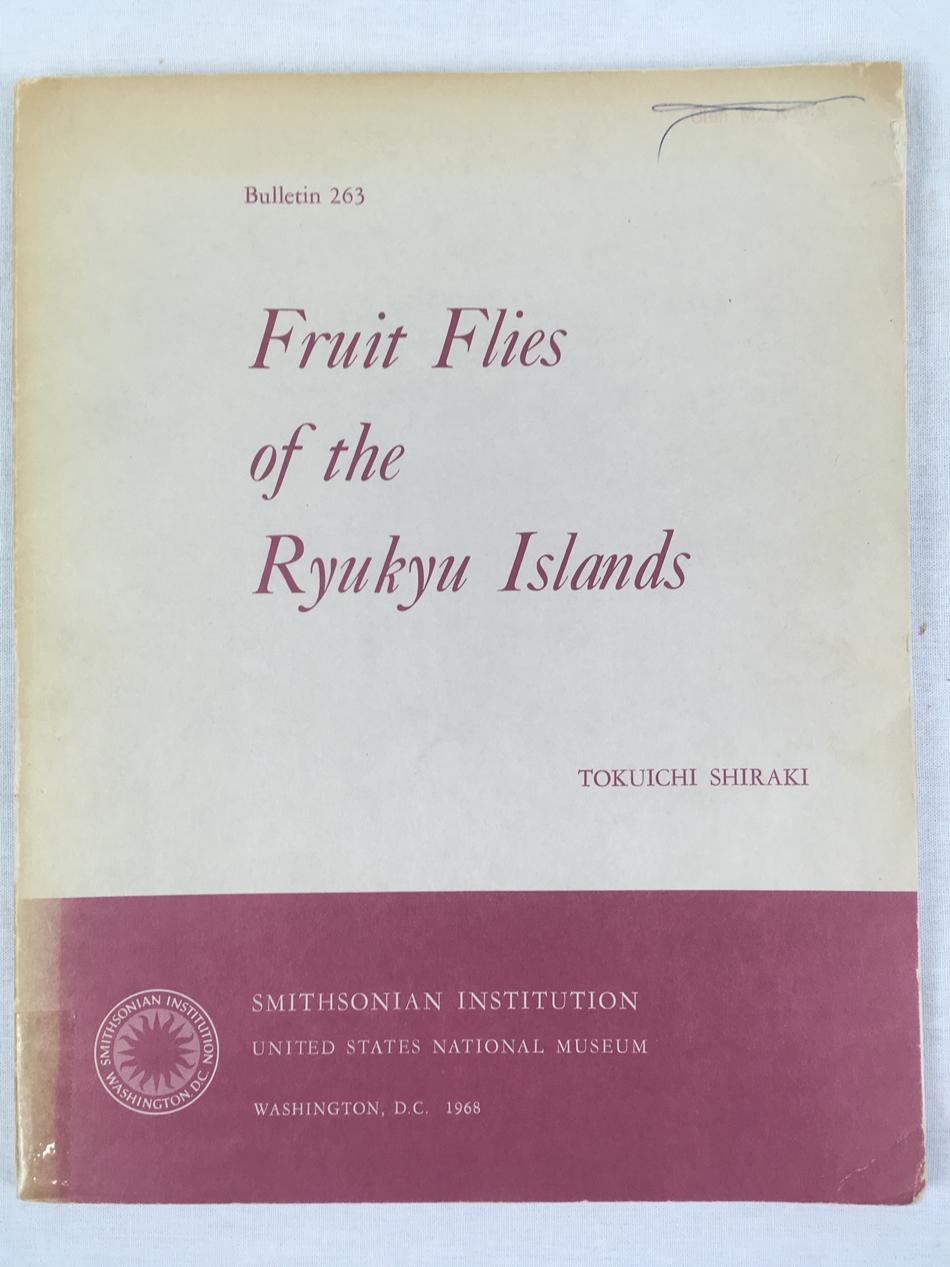 Bulletin 263
Fruit Flies
of the
Ryukyu Islands
TOKUICHI SHIRAKI
SMITHSONIAN INSTITUTION
UNITED STATES NATIONAL MUSEUM
WASHINGTON, D.C. 1968
SMITHSONIAN INSTITUTION
WASHINGTON, D.C.